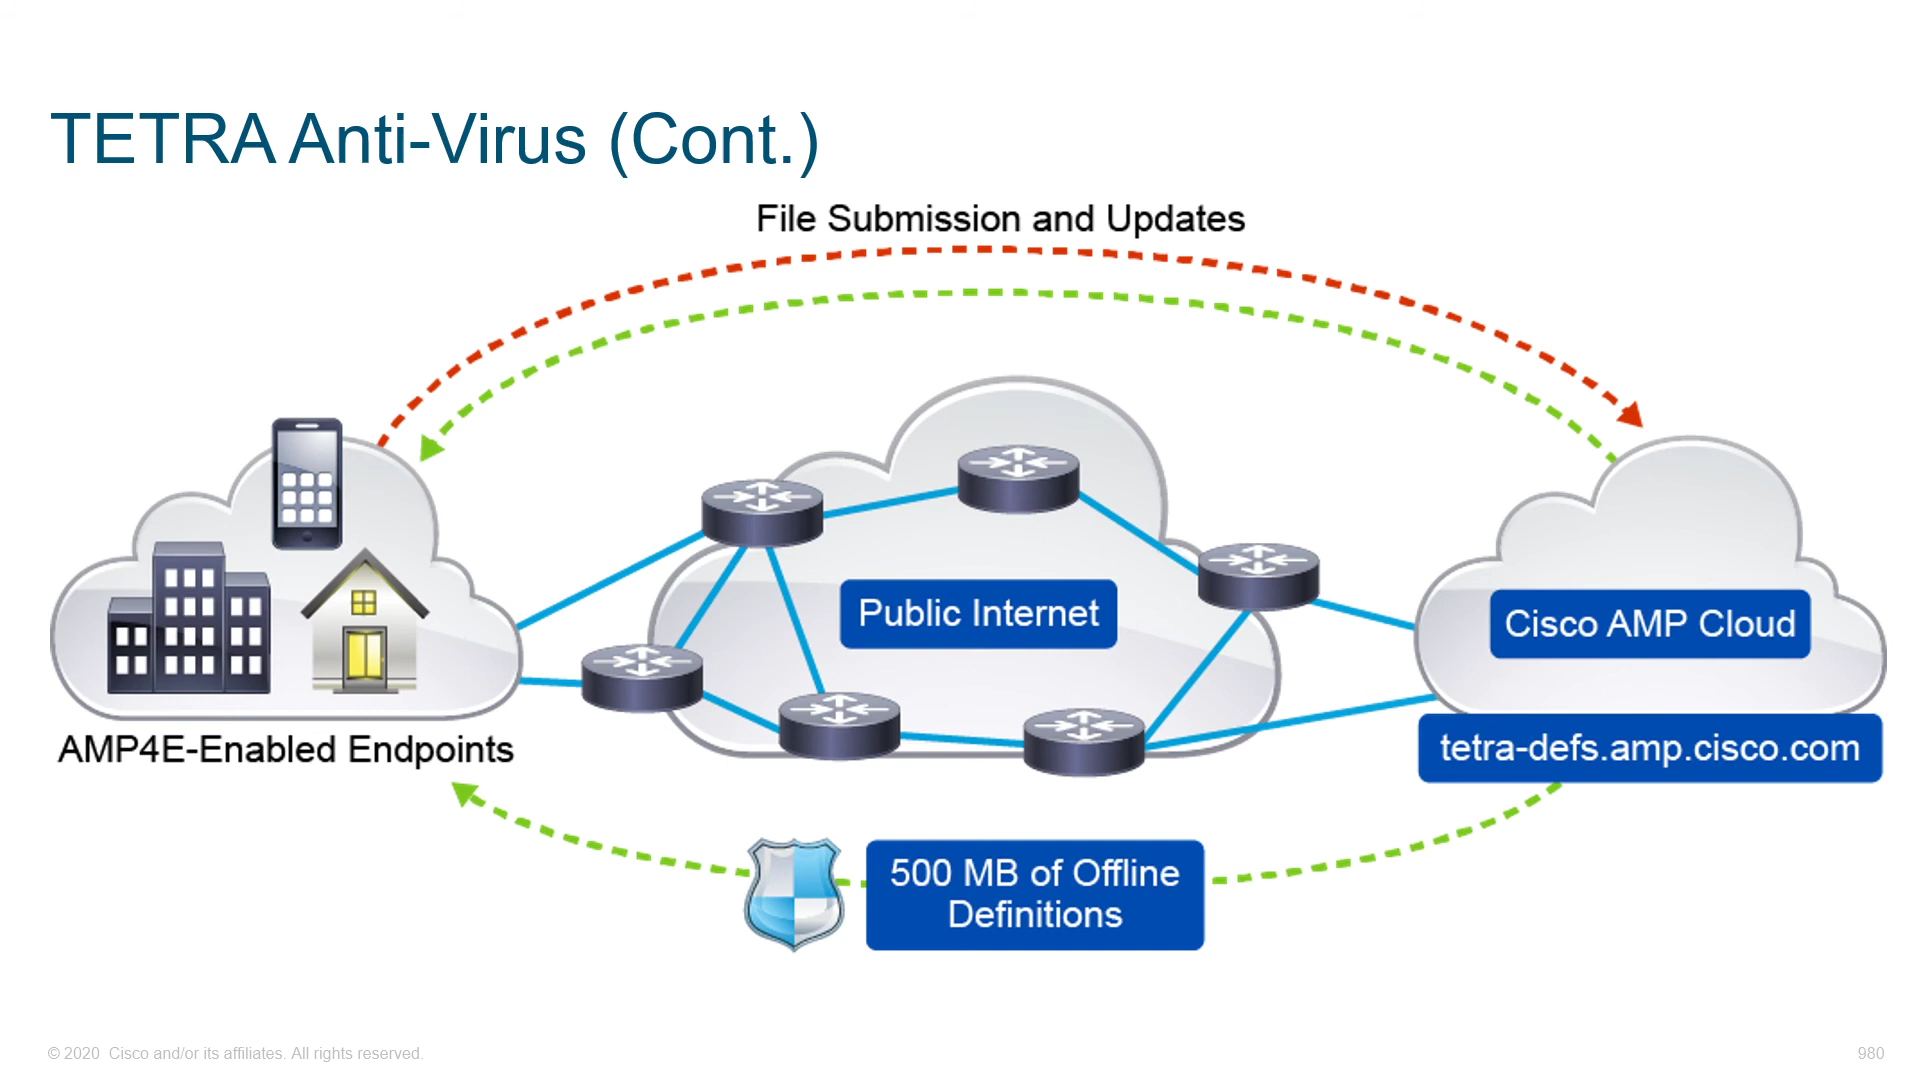 TETRA Anti-Virus (Cont.)
File Submission and Updates
Public Internet
Cisco AMP Cloud
AMP4E-Enabled Endpoints
tetra-defs.amp.cisco.com
500 MB of Offline
Definitions
© 2020 Cisco and/or its affiliates. All rights reserved.
980